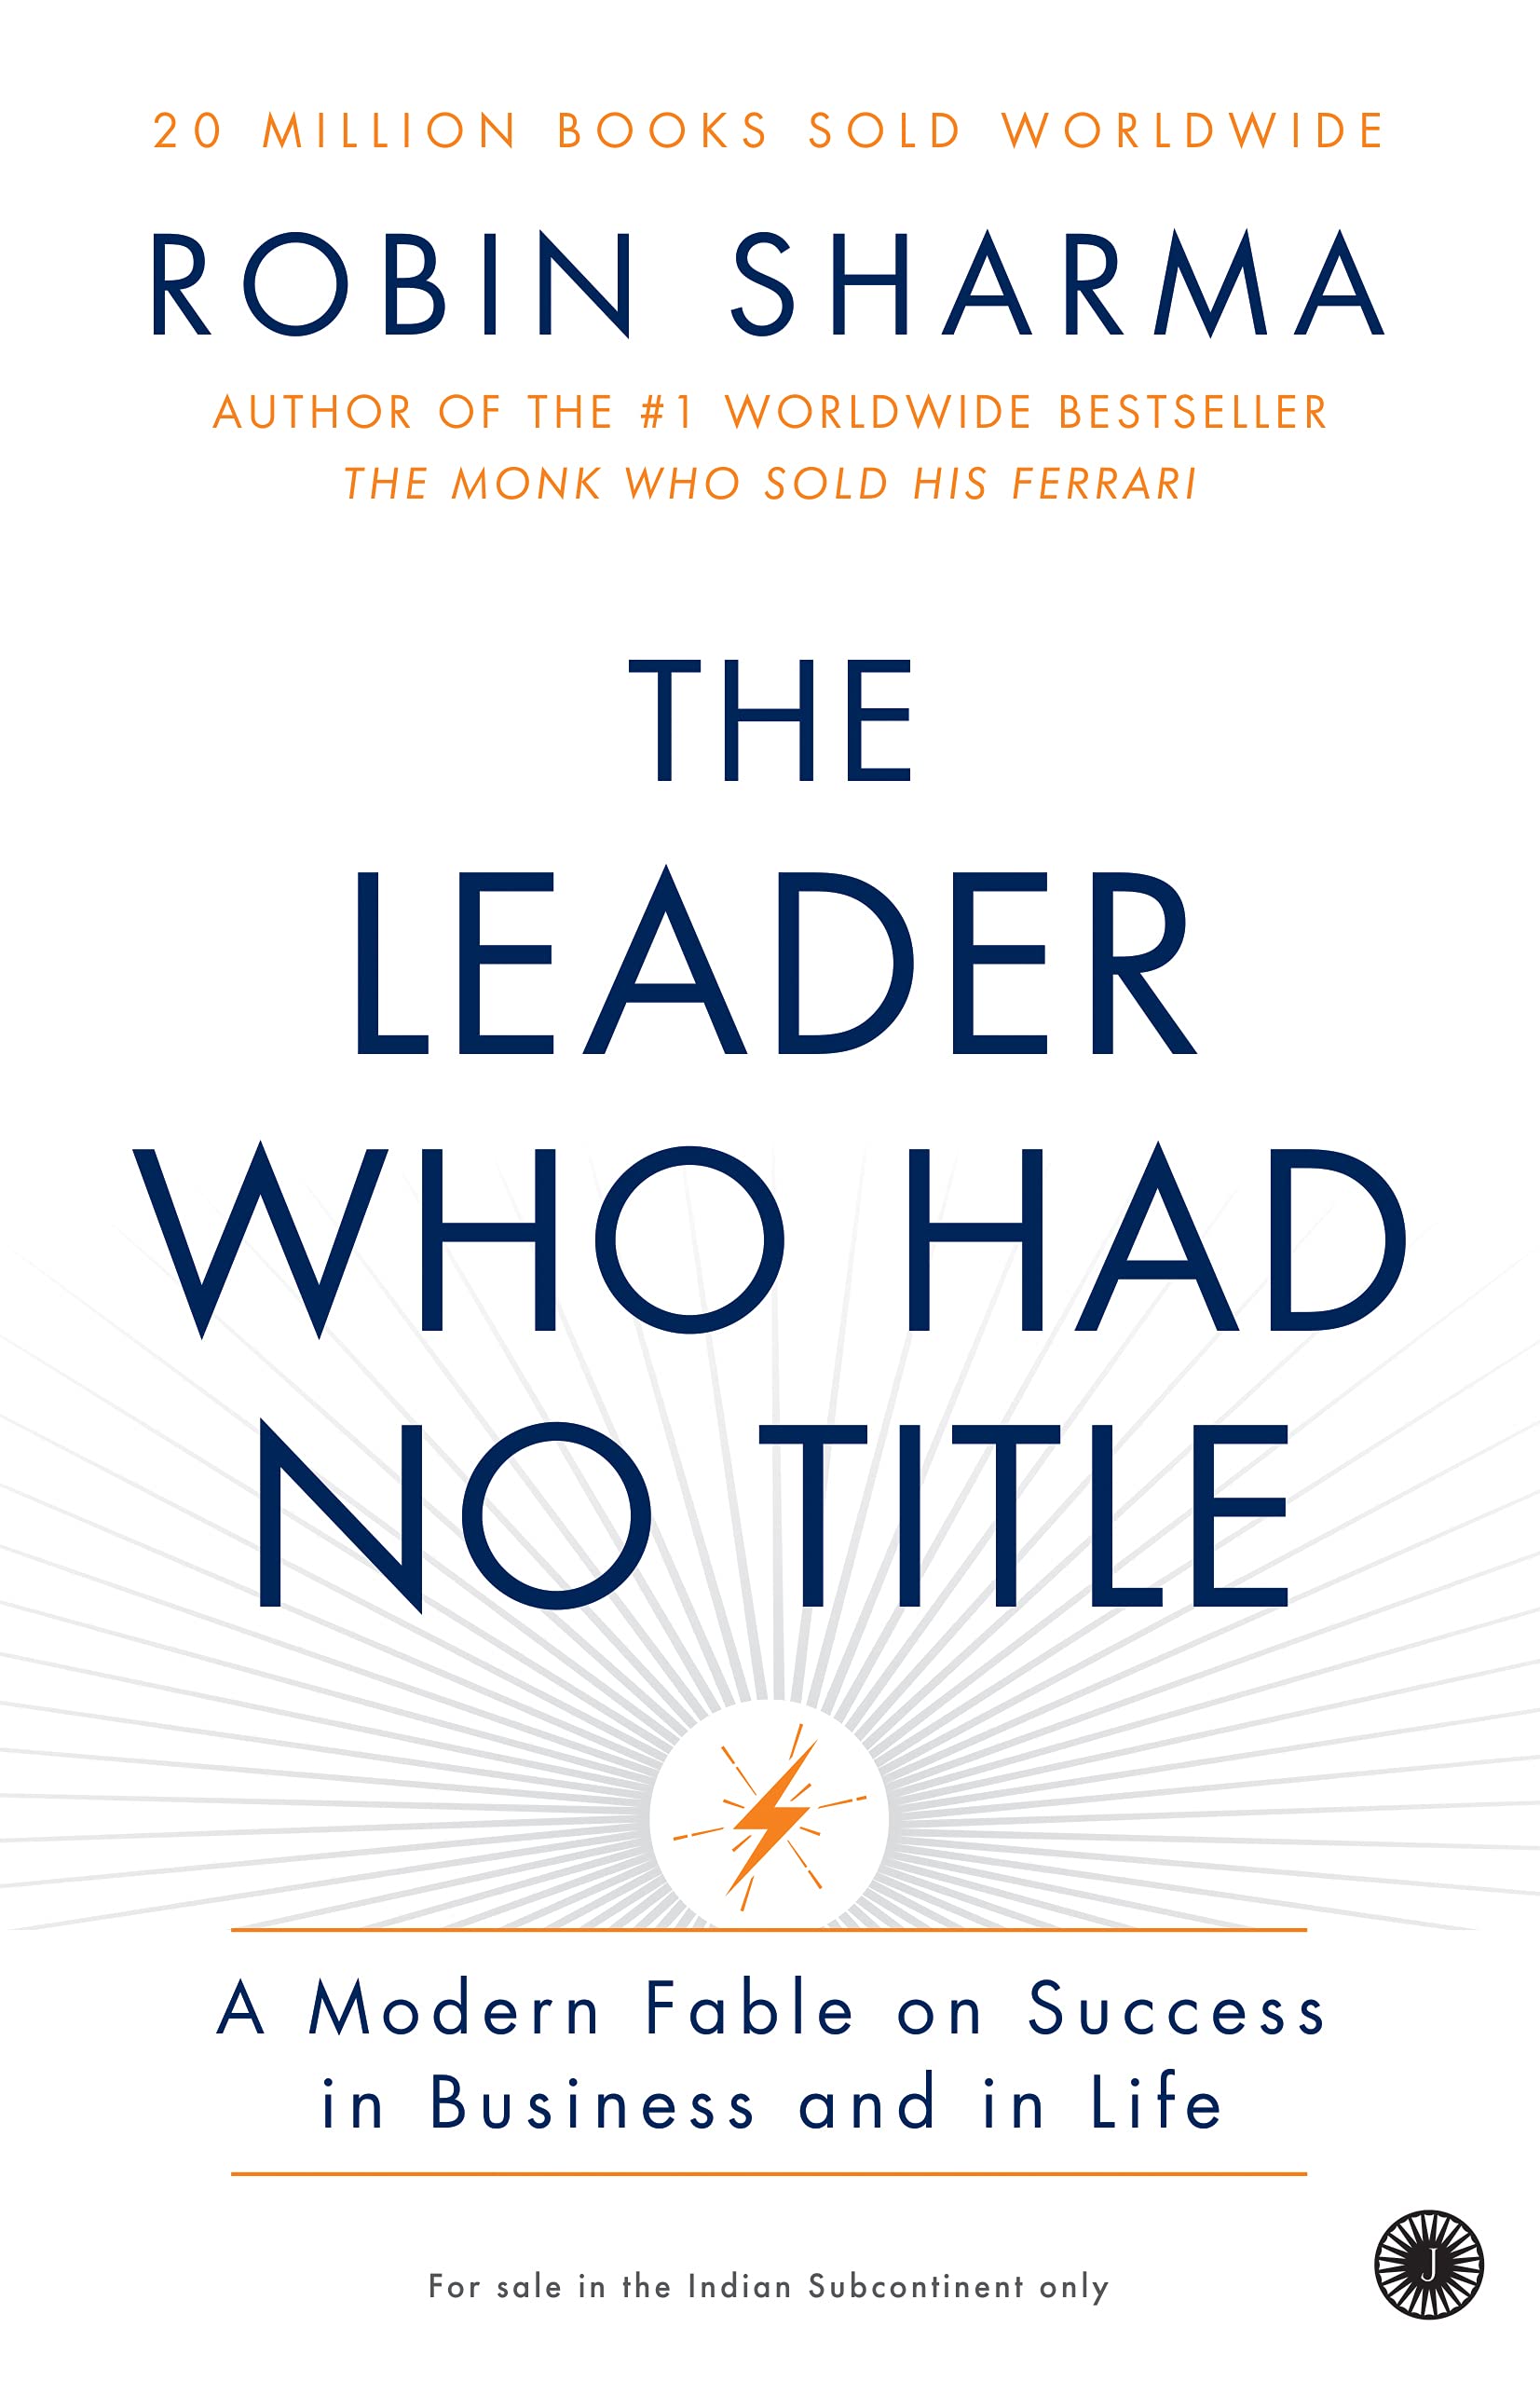 20 MILLION BOOKS SOLD WORLDWIDE
ROBIN SHARMA
AUTHOR OF THE #1 WORLDWIDE BESTSELLER
THE MONK WHO SOLD HIS FERRARI
THE
LEADER
WHO HAD
NO TITLE
A Modern Fable on Success
in Business and in Life
For sale in the Indian Subcontinent only
J